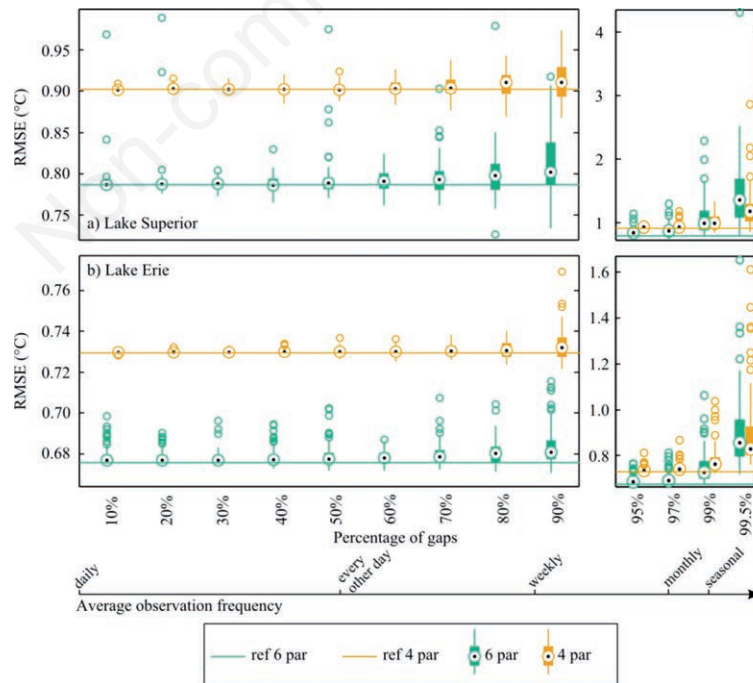 Non-com
RMSE (°C)
0.95
0.90
0.85
0.80
0.75
a) Lake Superior
4
3
2
1
RMSE (°C)
0.76
0.74
0.72
0.70
0.68
b) Lake Erie
1.6
1.4
1.2
1.0
0.8
10%
20%
30%
40%
50%
60%
70%
80%
90%
95%
97%
99%
99.5%
Percentage of gaps
daily
every
other day
weekly
monthly
seasonal
Average observation frequency
ref 6 par
ref 4 par
6 par
4 par